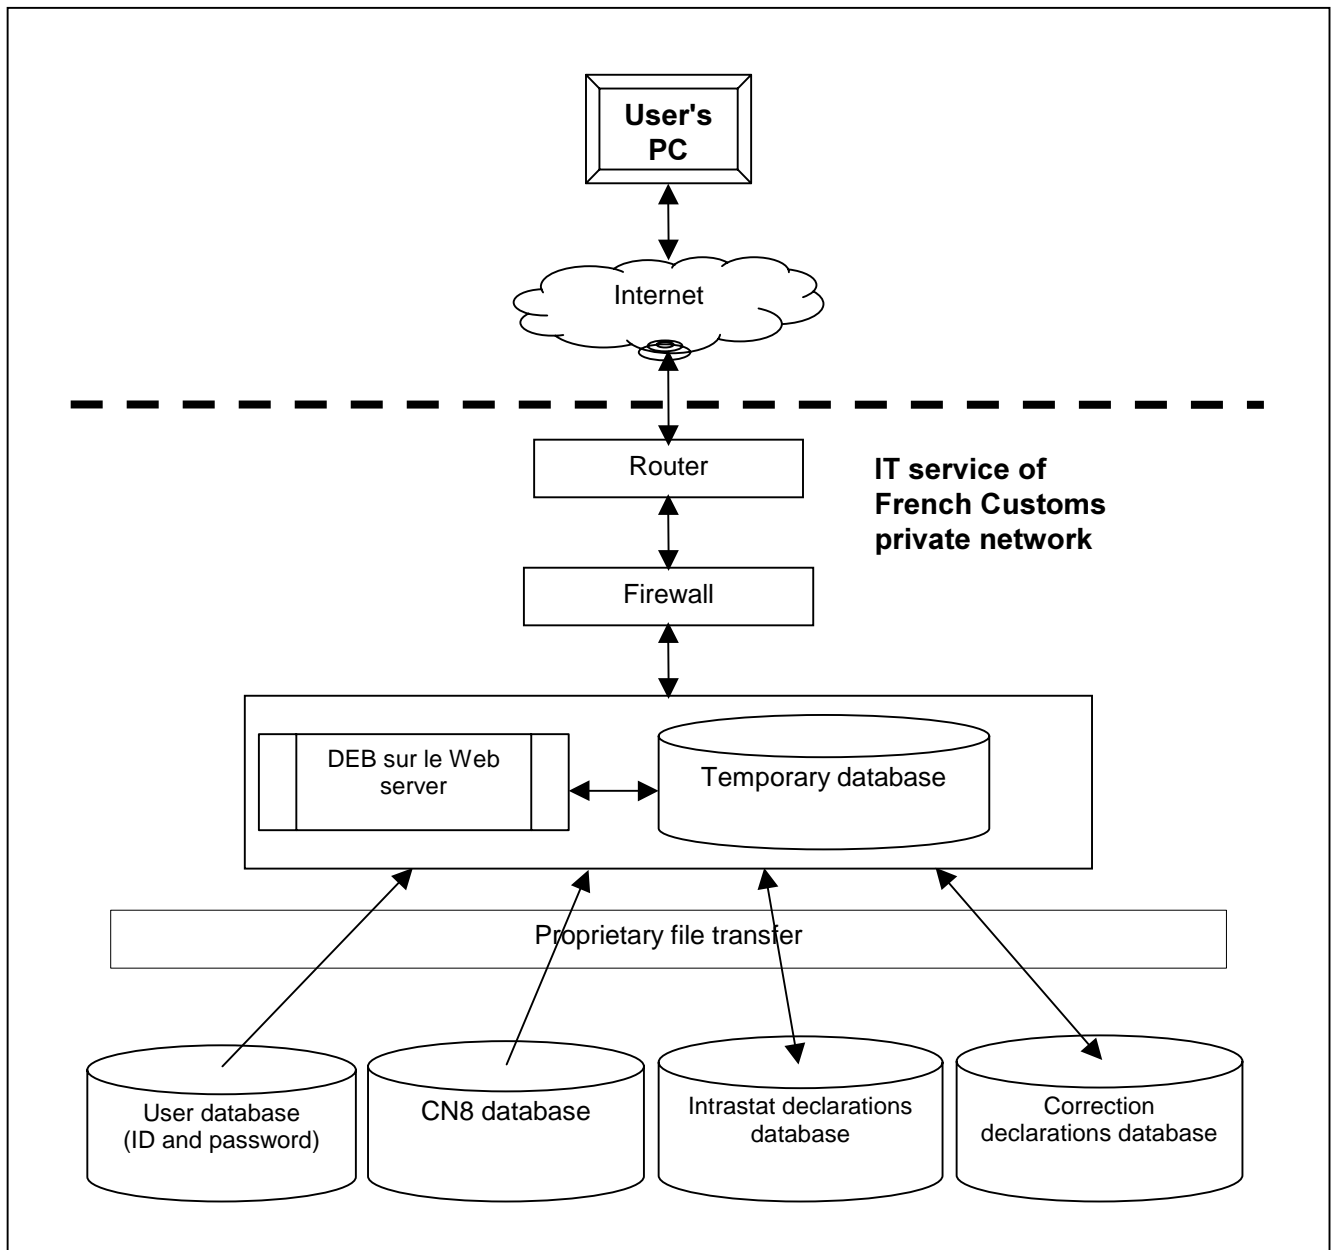 User's
PC
Internet
Router
IT service of
French Customs
private network
Firewall
DEB sur le Web
server
Temporary database
Proprietary file transfer
User database
(ID and password)
CN8 database
Intrastat declarations
database
Correction
declarations database